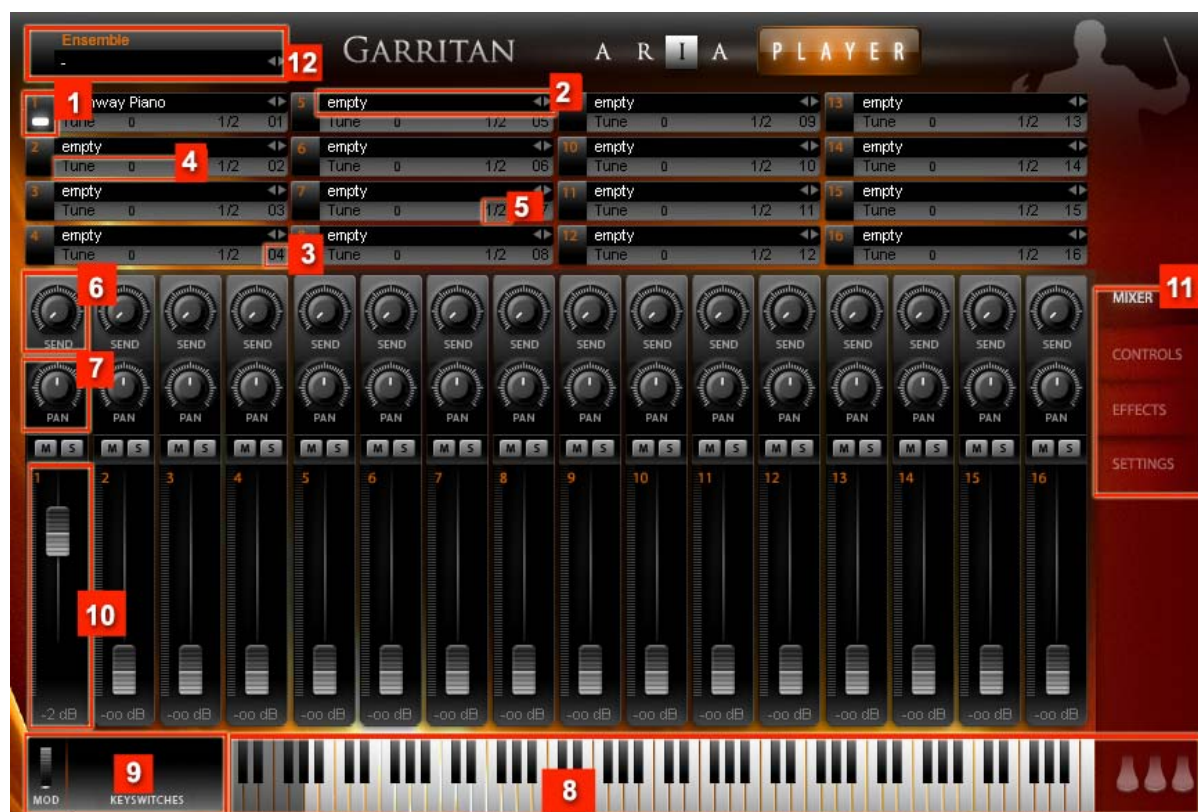 Ensemble
-
12
GARRITAN
A R I A PLAYER
1 way Piano
Tune 0 1/2 01
5 empty 2
Tune 0 1/2 05
empty
Tune 0 1/2 09
13 empty
Tune 0 1/2 13
2 empty
Tune 0 1/2 02
4
6 empty
Tune 0 1/2 06
10 empty
Tune 0 1/2 10
14 empty
Tune 0 1/2 14
3 empty
Tune 0 1/2 03
7 empty
Tune 0 1/2 5 7
11 empty
Tune 0 1/2 11
15 empty
Tune 0 1/2 15
4 empty
Tune 0 1/2 04
3
empty
Tune 0 1/2 08
12 empty
Tune 0 1/2 12
16 empty
Tune 0 1/2 16
6
SEND SEND SEND SEND SEND SEND SEND SEND SEND SEND SEND SEND SEND SEND SEND SEND
7
PAN PAN PAN PAN PAN PAN PAN PAN PAN PAN PAN PAN PAN PAN PAN PAN
M S M S M S M S M S M S M S M S M S M S M S M S M S M S M S M S
1 2 3 4 5 6 7 8 9 10 11 12 13 14 15 16
10
-2 dB -oo dB -oo dB -oo dB -oo dB -oo dB -oo dB -oo dB -oo dB -oo dB -oo dB -oo dB -oo dB -oo dB -oo dB -oo dB
11
MIXER
CONTROLS
EFFECTS
SETTINGS
9
MOD KEYSWITCHES
8